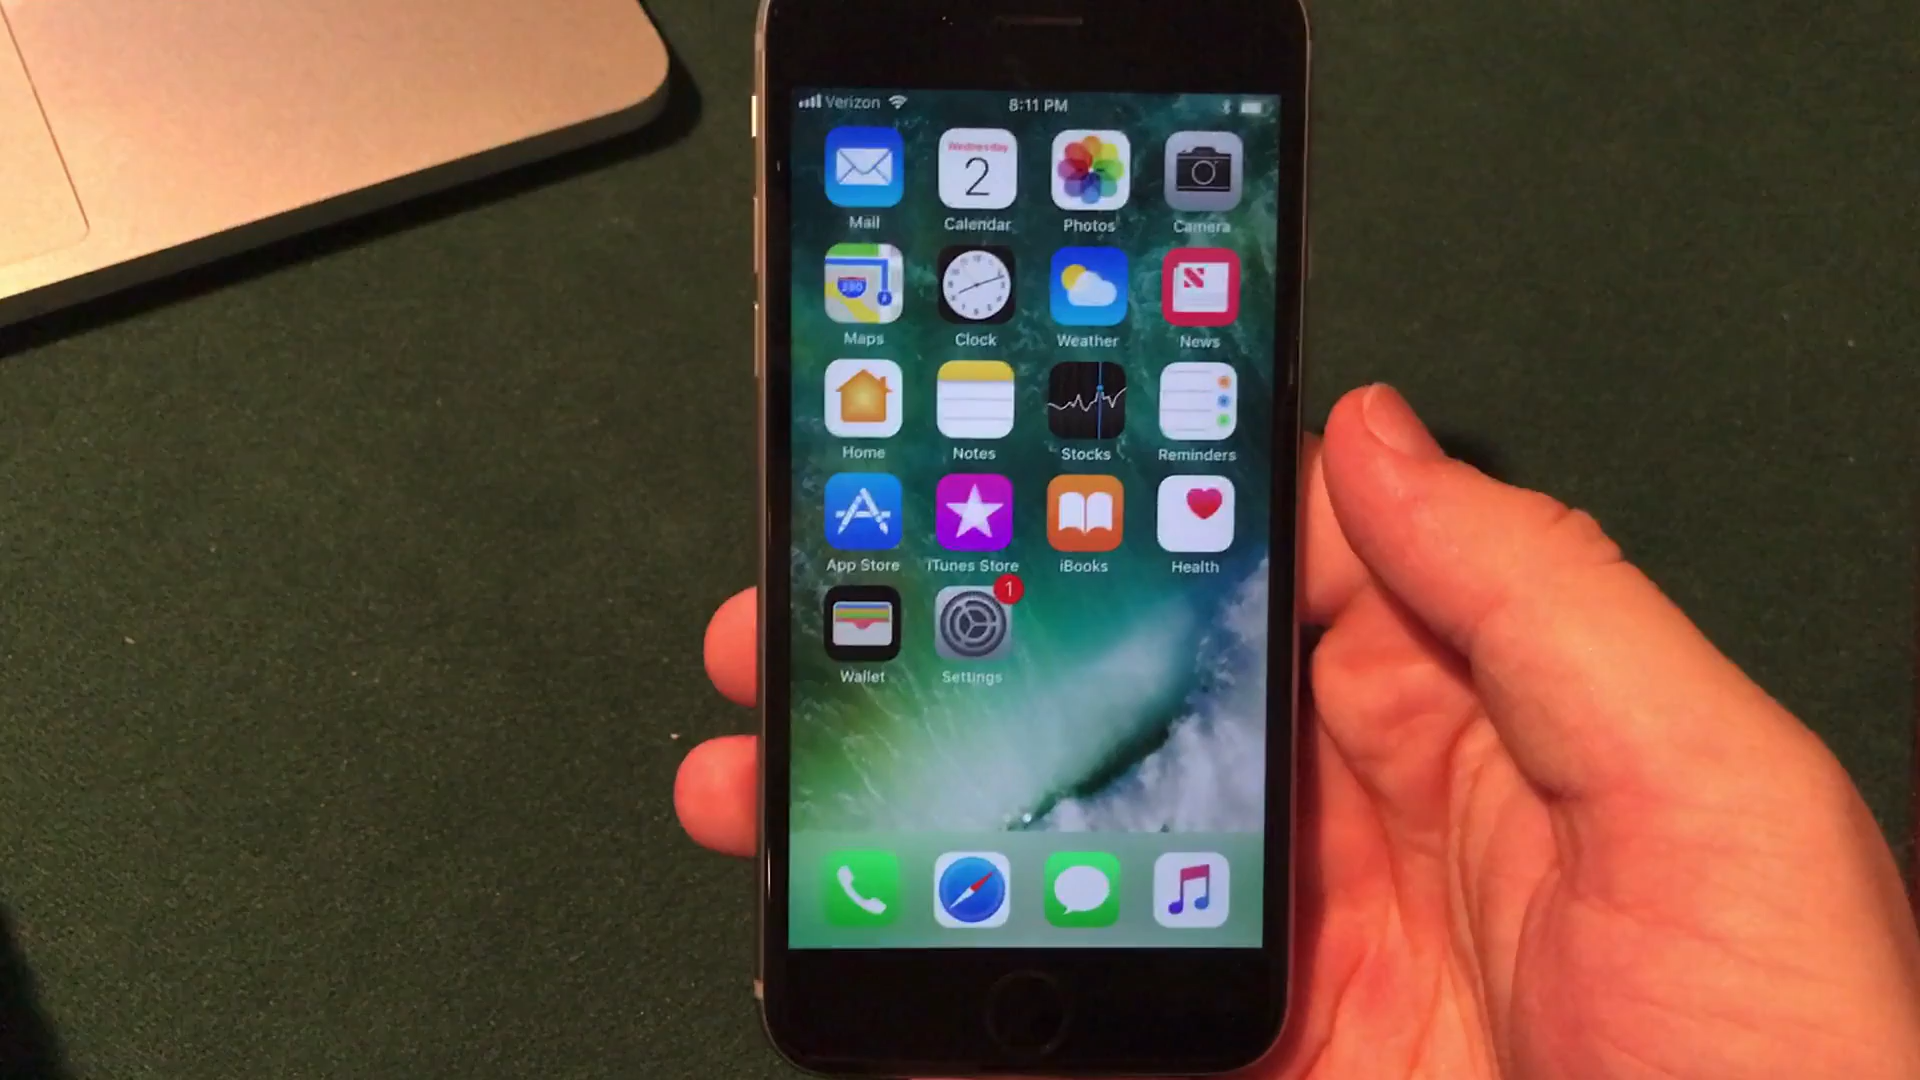 Verizon 8:11 PM
Wednesday
2
Mail Calendar Photos Camera
280
Maps Clock Weather News
Home Notes Stocks Reminders
App Store iTunes Store iBooks Health
1
Wallet Settings